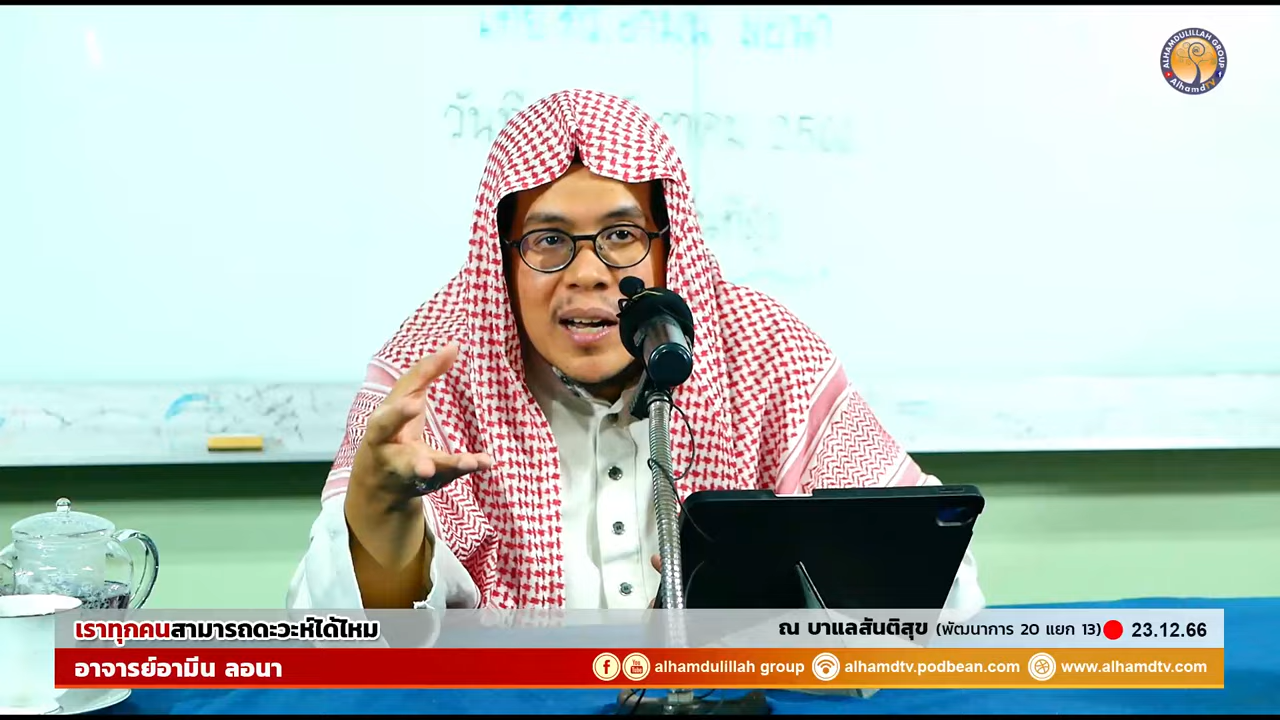 ALHAMDULILLAH GROUP
AlhamdTV
เราทุกคนสามารถดะวะห์ได้ไหม
ณ บาแลสันติสุข (พัฒนาการ 20 แยก 13) 23.12.66
อาจารย์อามีน ลอนา
alhamdulillah group alhamdtv.podbean.com www.alhamdtv.com